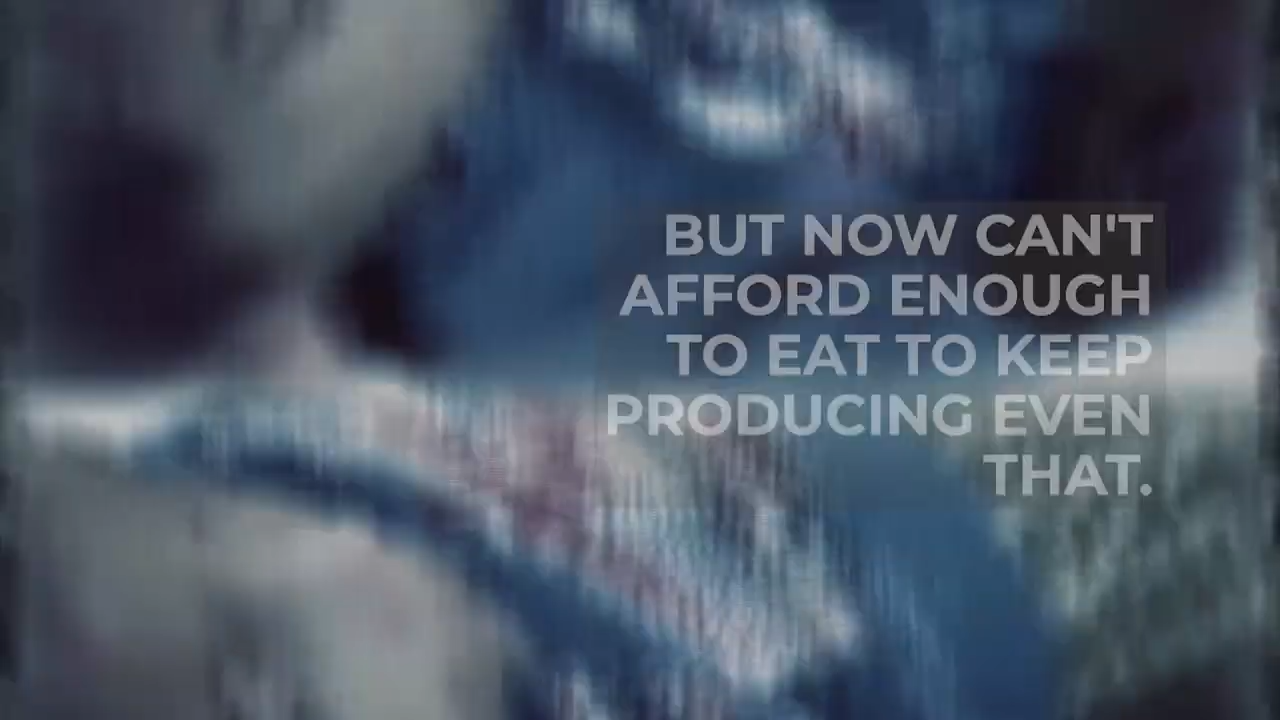 BUT NOW CAN'T
AFFORD ENOUGH
TO EAT TO KEEP
PRODUCING EVEN
THAT.